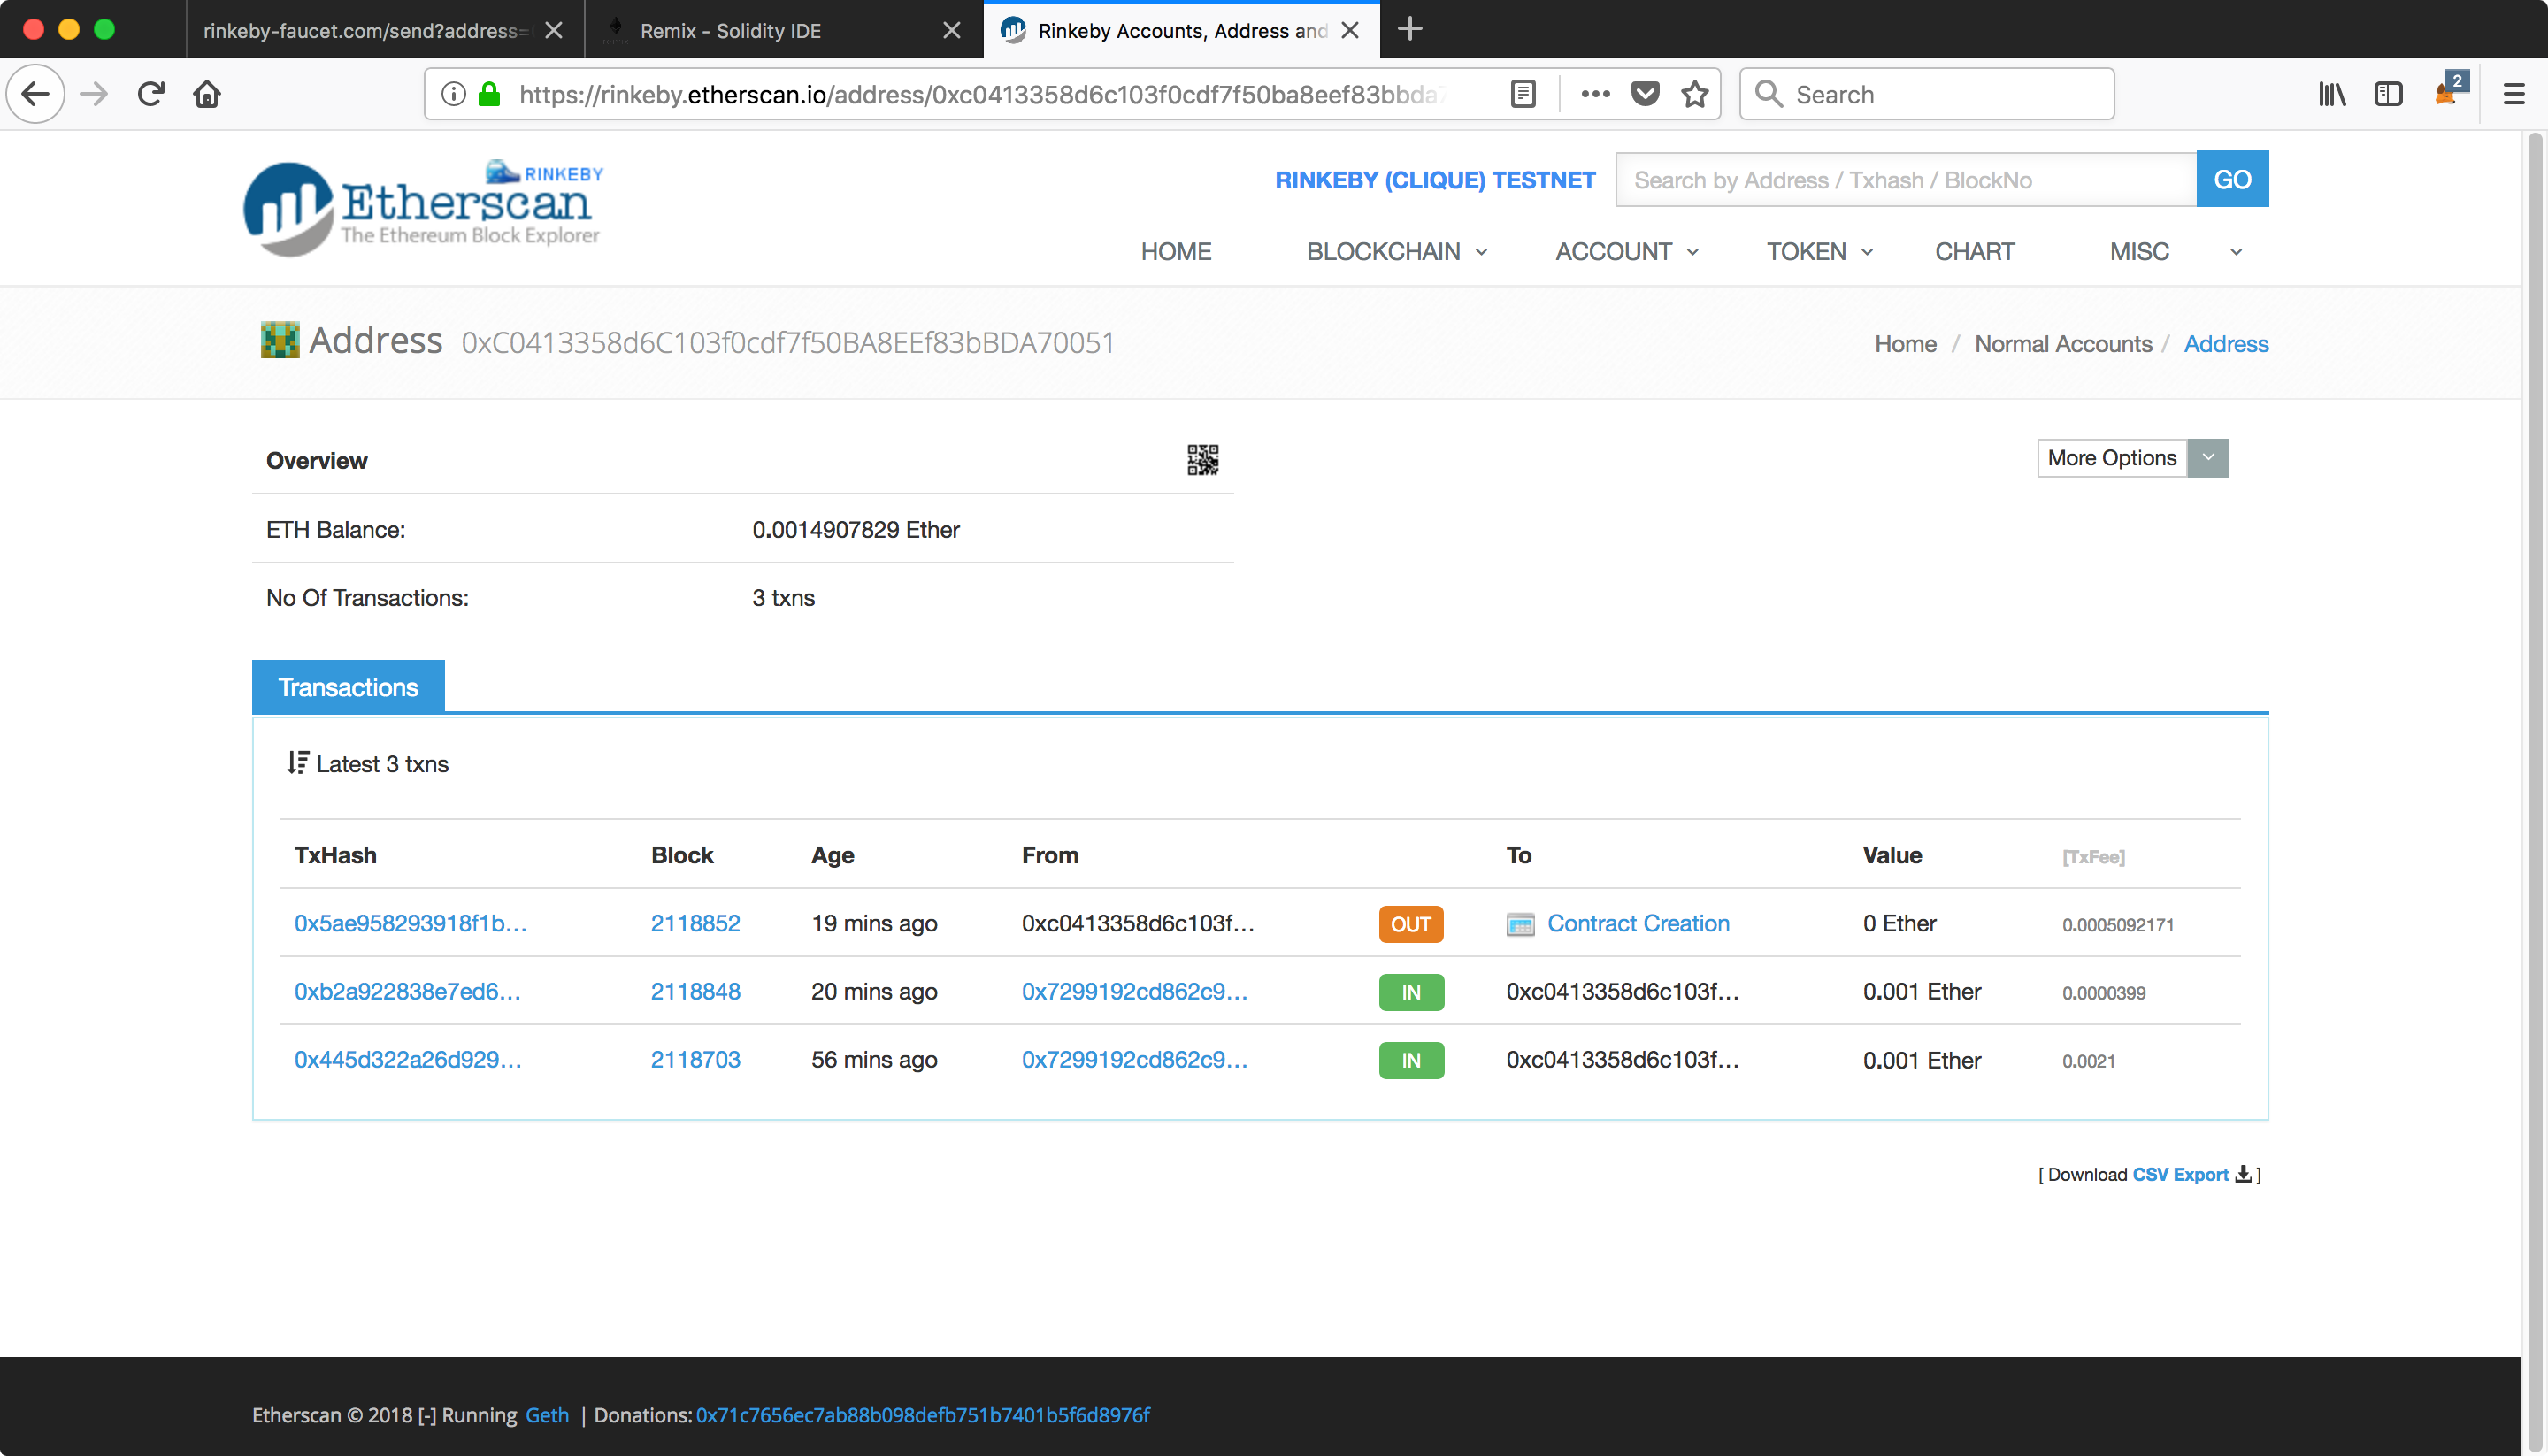 rinkeby-faucet.com/send?address=
Remix - Solidity IDE
Rinkeby Accounts, Address and
https://rinkeby.etherscan.io/address/0xc0413358d6c103f0cdf7f50ba8eef83bbda7
Search
2
RINKEBY
Etherscan
The Ethereum Block Explorer
RINKEBY (CLIQUE) TESTNET
Search by Address / Txhash / BlockNo
GO
HOME BLOCKCHAIN ACCOUNT TOKEN CHART MISC
Address 0xC0413358d6C103f0cdf7f50BA8EEf83bBDA70051
Home / Normal Accounts / Address
Overview
More Options
ETH Balance: 0.0014907829 Ether
No Of Transactions: 3 txns
Transactions
Latest 3 txns
TxHash Block Age From To Value [TxFee]
0x5ae958293918f1b... 2118852 19 mins ago 0xc0413358d6c103f... OUT Contract Creation 0 Ether 0.0005092171
0xb2a922838e7ed6... 2118848 20 mins ago 0x7299192cd862c9... IN 0xc0413358d6c103f... 0.001 Ether 0.0000399
0x445d322a26d929... 2118703 56 mins ago 0x7299192cd862c9... IN 0xc0413358d6c103f... 0.001 Ether 0.0021
[ Download CSV Export ]
Etherscan © 2018 [-] Running Geth | Donations: 0x71c7656ec7ab88b098defb751b7401b5f6d8976f